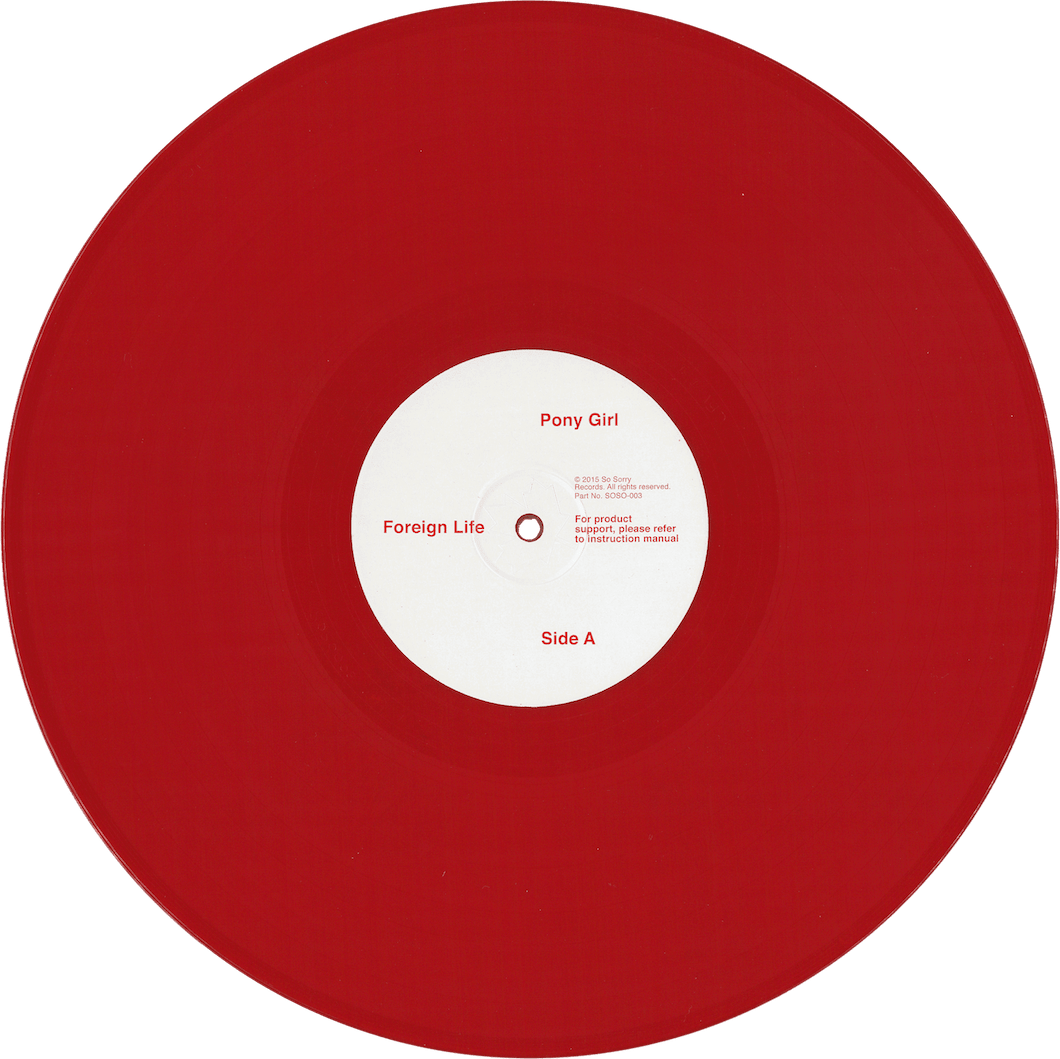 Pony Girl
© 2015 So Sorry
Records. All rights reserved.
Part No. SOSO-003
Foreign Life
For product
support, please refer
to instruction manual
Side A